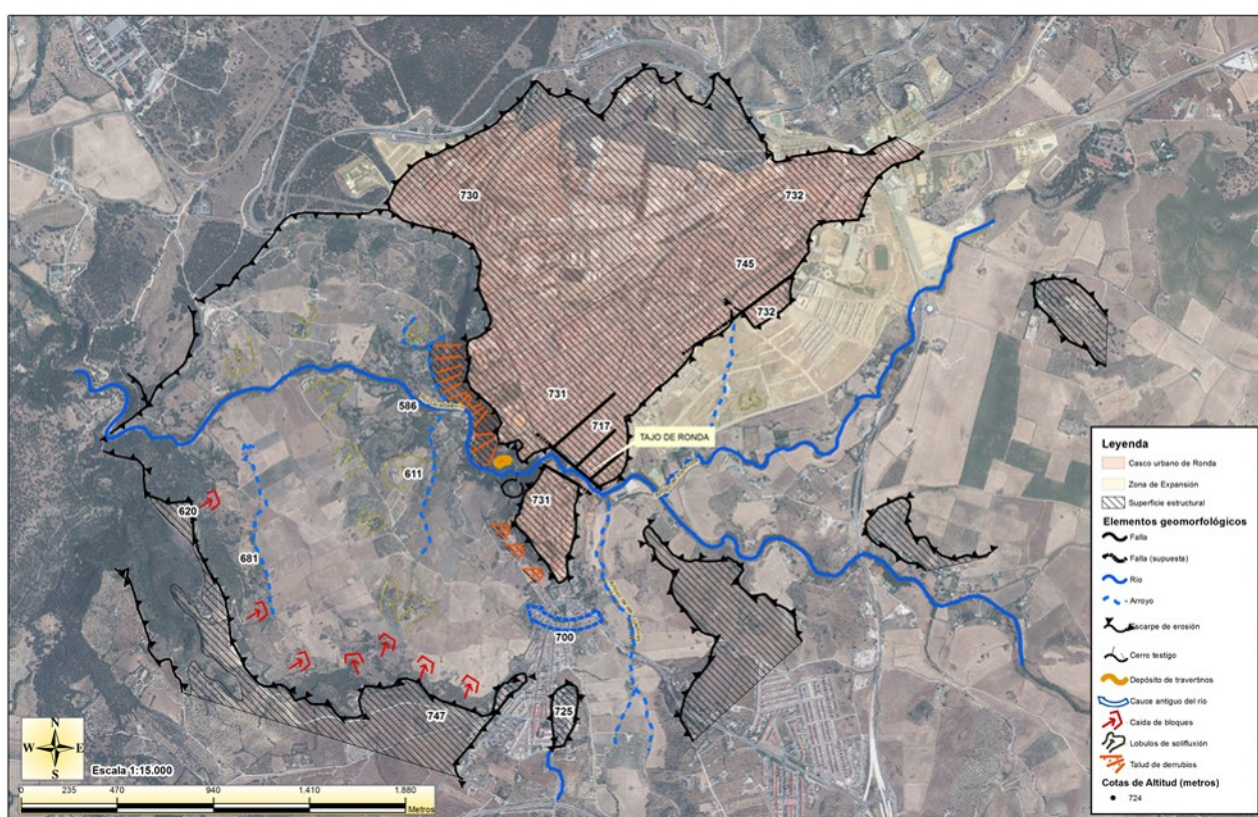 730
732
745
732
731
717
TAJO DE RONDA
586
611
731
620
681
700
747
725
N
W E
S
Escala 1:15.000
0 235 470 940 1.410 1.880
Metros
Leyenda
Casco urbano de Ronda
Zona de Expansión
Superficie estructural
Elementos geomorfológicos
Falla
Falla (supuesta)
Río
Arroyo
Escarpe de erosión
Cerro testigo
Depósito de travertinos
Cauce antiguo del río
Caida de bloques
Lobulos de solifluxión
Talud de derrubios
Cotas de Altitud (metros)
724